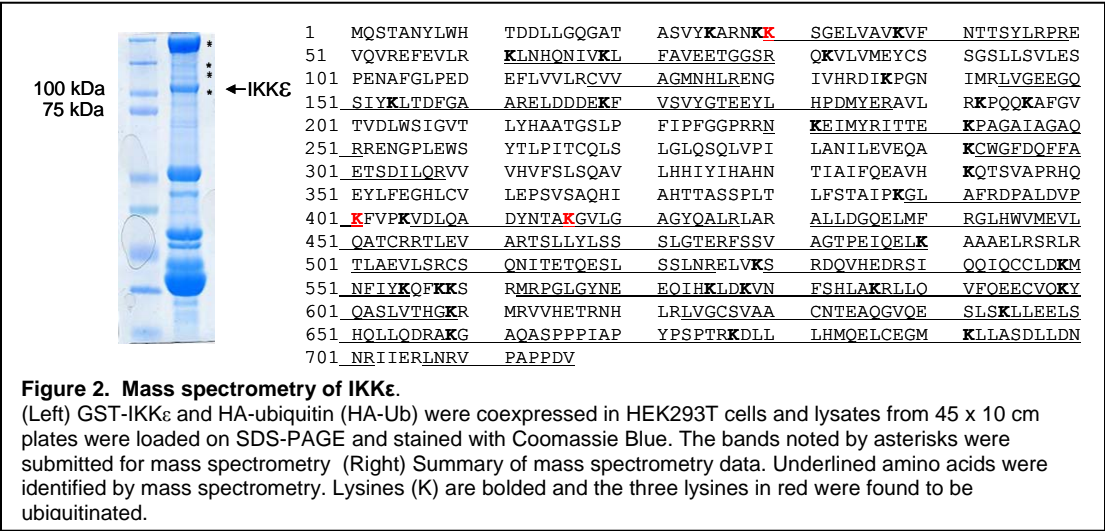 1 MQSTANYLWH TDDLLGQGAT ASVYKARNKK SGELVAVKVF NTTSYLRPRE
51 VQVREFEVLR KLNHQNIVKL FAVEETGGSR QKVLVMEYCS SGSLLSVLES
101 PENAFGLPED EFLVVLRCVV AGMNHLRENG IVHRDIKPGN IMRLVGEEGQ
100 kDa
←IKKε
75 kDa
151 SIYKLTDFGA ARELDDDEKF VSVYGTEEYL HPDMYERAVL RKPQQKAFGV
201 TVDLWSIGVT LYHAATGSLP FIPFGGPRRN KEIMYRITTE KPAGAIAGAQ
251 RRENGPLEWS YTLPITCQLS LGLQSQLVPI LANILEVEQA KCWGFDQFFA
301 ETSDILQRVV VHVFSLSQAV LHHIYIHAHN TIAIFQEAVH KQTSVAPRHQ
351 EYLFEGHLCV LEPSVSAQHI AHTTASSPLT LFSTAIPKGL AFRDPALDVP
401 KFVPKVDLQA DYNTAKGVLG AGYQALRLAR ALLDGQELMF RGLHWVMEVL
451 QATCRRTLEV ARTSLLYLSS SLGTERFSSV AGTPEIQELK AAAELRSRLR
501 TLAEVLSRCS QNITETQESL SSLNRELVKS RDQVHEDRSI QQIQCCLDKM
551 NFIYKQFKKS RMRPGLGYNE EQIHKLDKVN FSHLAKRLLQ VFQEECVQKY
601 QASLVTHGKR MRVVHETRNH LRLVGCSVAA CNTEAQGVQE SLSKLLEELS
651 HQLLQDRAKG AQASPPPIAP YPSPTRKDLL LHMQELCEGM KLLASDLLDN
701 NRIIERLNRV PAPPDV
Figure 2. Mass spectrometry of IKKε.
(Left) GST-IKKε and HA-ubiquitin (HA-Ub) were coexpressed in HEK293T cells and lysates from 45 x 10 cm
plates were loaded on SDS-PAGE and stained with Coomassie Blue. The bands noted by asterisks were
submitted for mass spectrometry (Right) Summary of mass spectrometry data. Underlined amino acids were
identified by mass spectrometry. Lysines (K) are bolded and the three lysines in red were found to be
ubiquitinated.